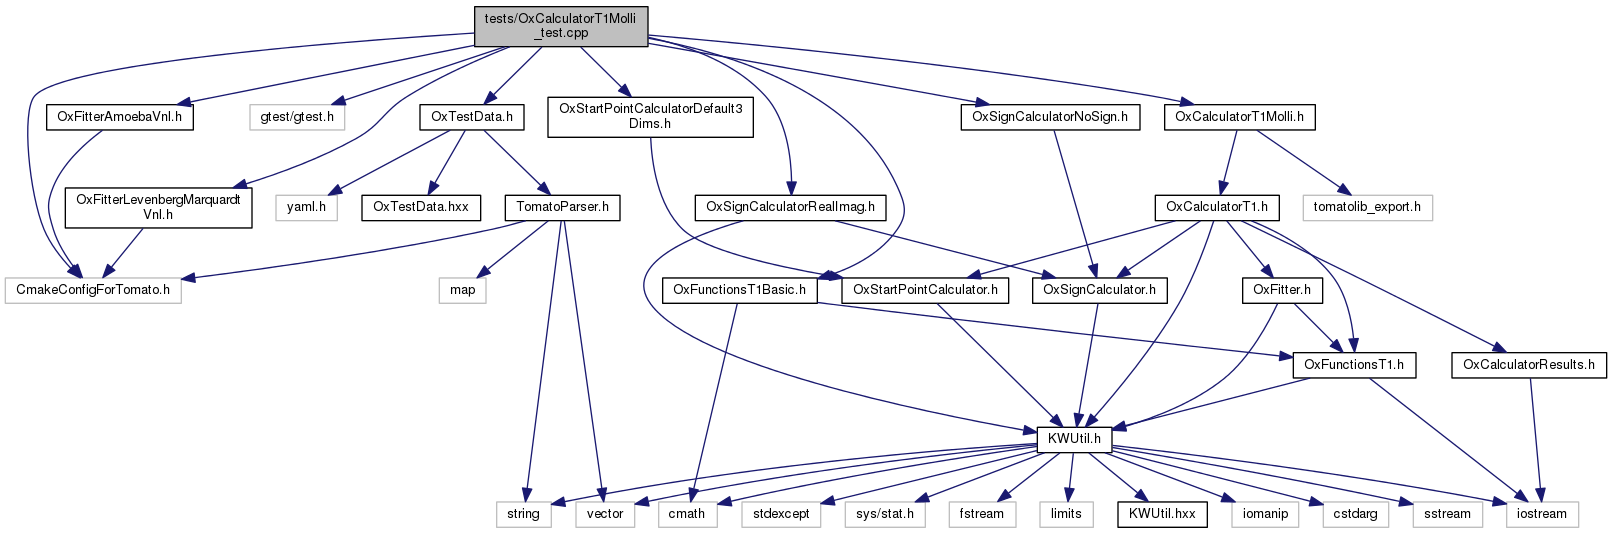 tests/OxCalculatorT1Molli
_test.cpp
OxFitterAmoebaVnl.h
gtest/gtest.h
OxTestData.h
OxStartPointCalculatorDefault3
Dims.h
OxSignCalculatorNoSign.h
OxCalculatorT1Molli.h
OxFitterLevenbergMarquardt
Vnl.h
yaml.h
OxTestData.hxx
TomatoParser.h
OxSignCalculatorRealImag.h
OxCalculatorT1.h
tomatolib_export.h
CmakeConfigForTomato.h
map
OxFunctionsT1Basic.h
OxStartPointCalculator.h
OxSignCalculator.h
OxFitter.h
OxFunctionsT1.h
OxCalculatorResults.h
KWUtil.h
string
vector
cmath
stdexcept
sys/stat.h
fstream
limits
KWUtil.hxx
iomanip
cstdarg
sstream
iostream